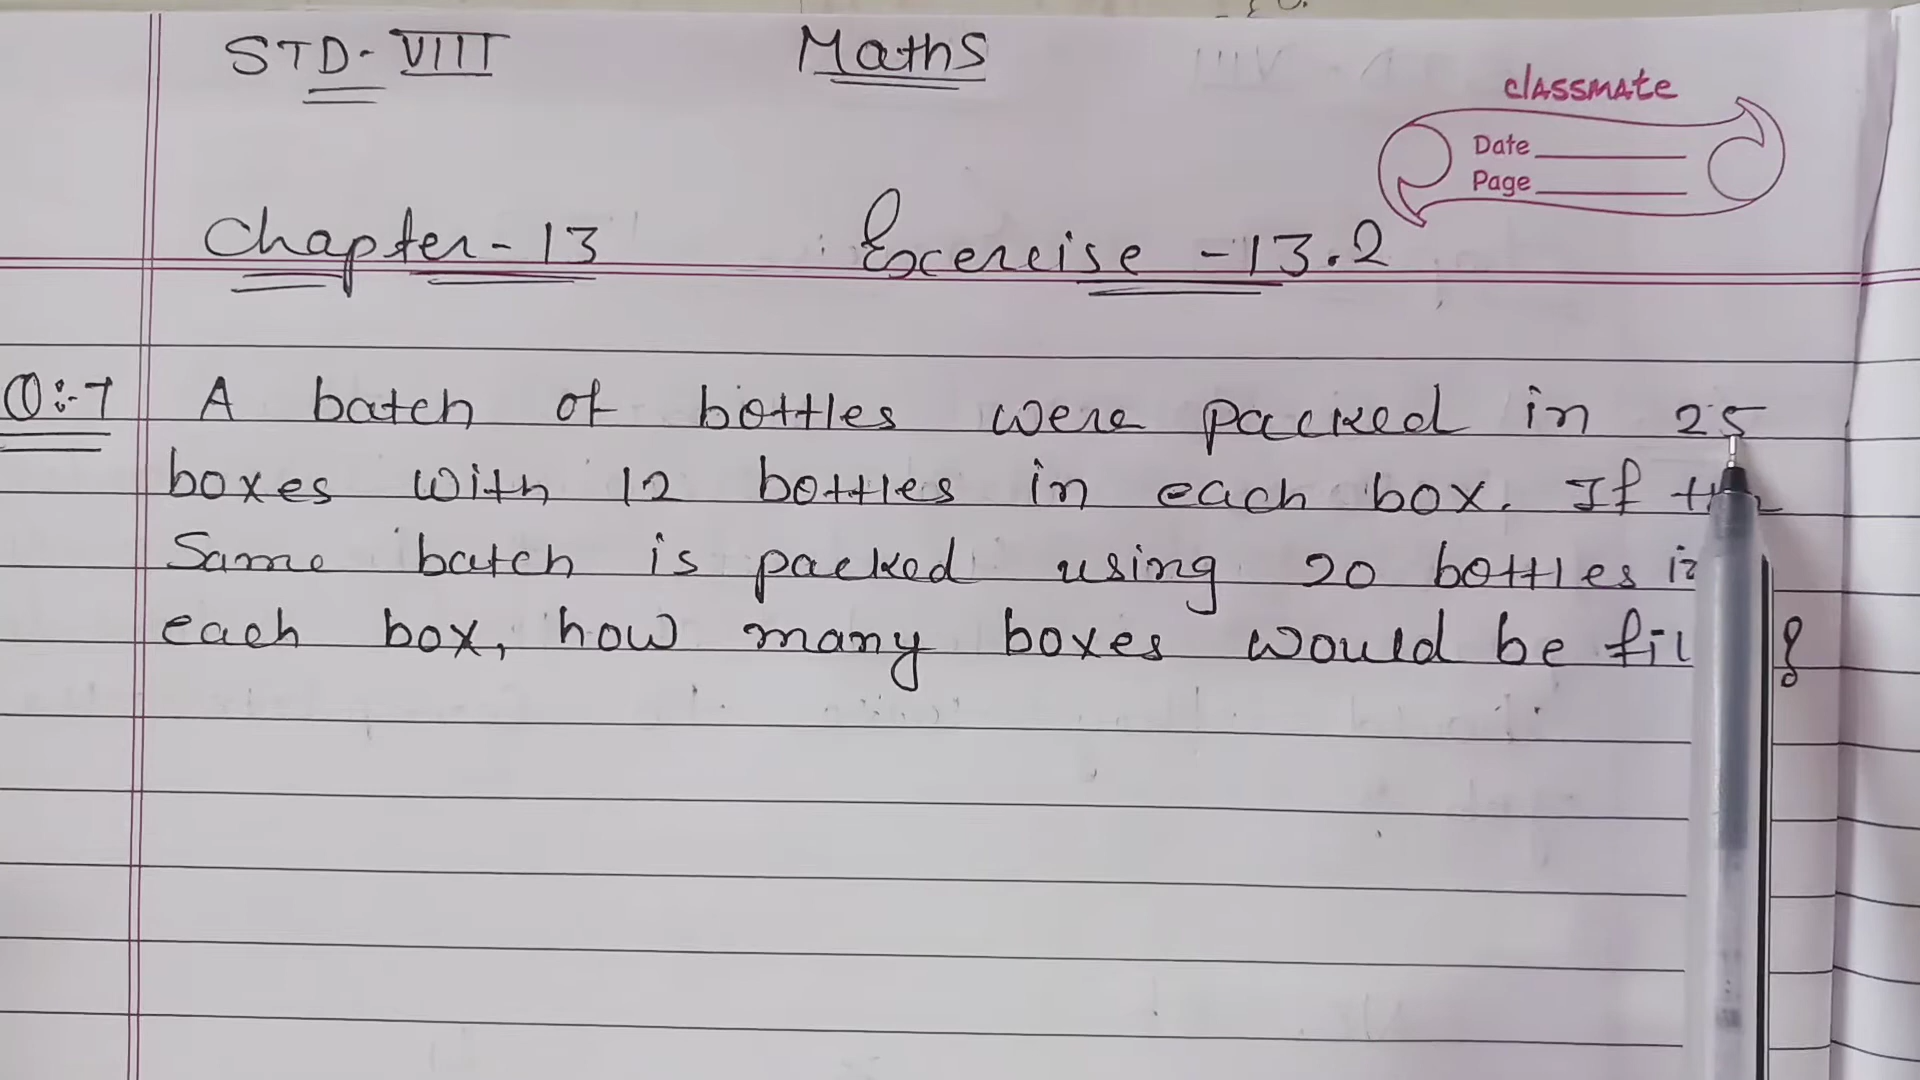 STD- VIII Maths
classmate
Date
Page
Chapter-13 Exercise -13.2
Q:-7 A batch of bottles were packed in 25
boxes with 12 bottles in each box. If
Same batch is packed using 20 bottles
each box, how many boxes would be